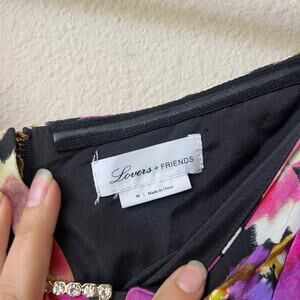 Lovers + FRIENDS
M | Made in China